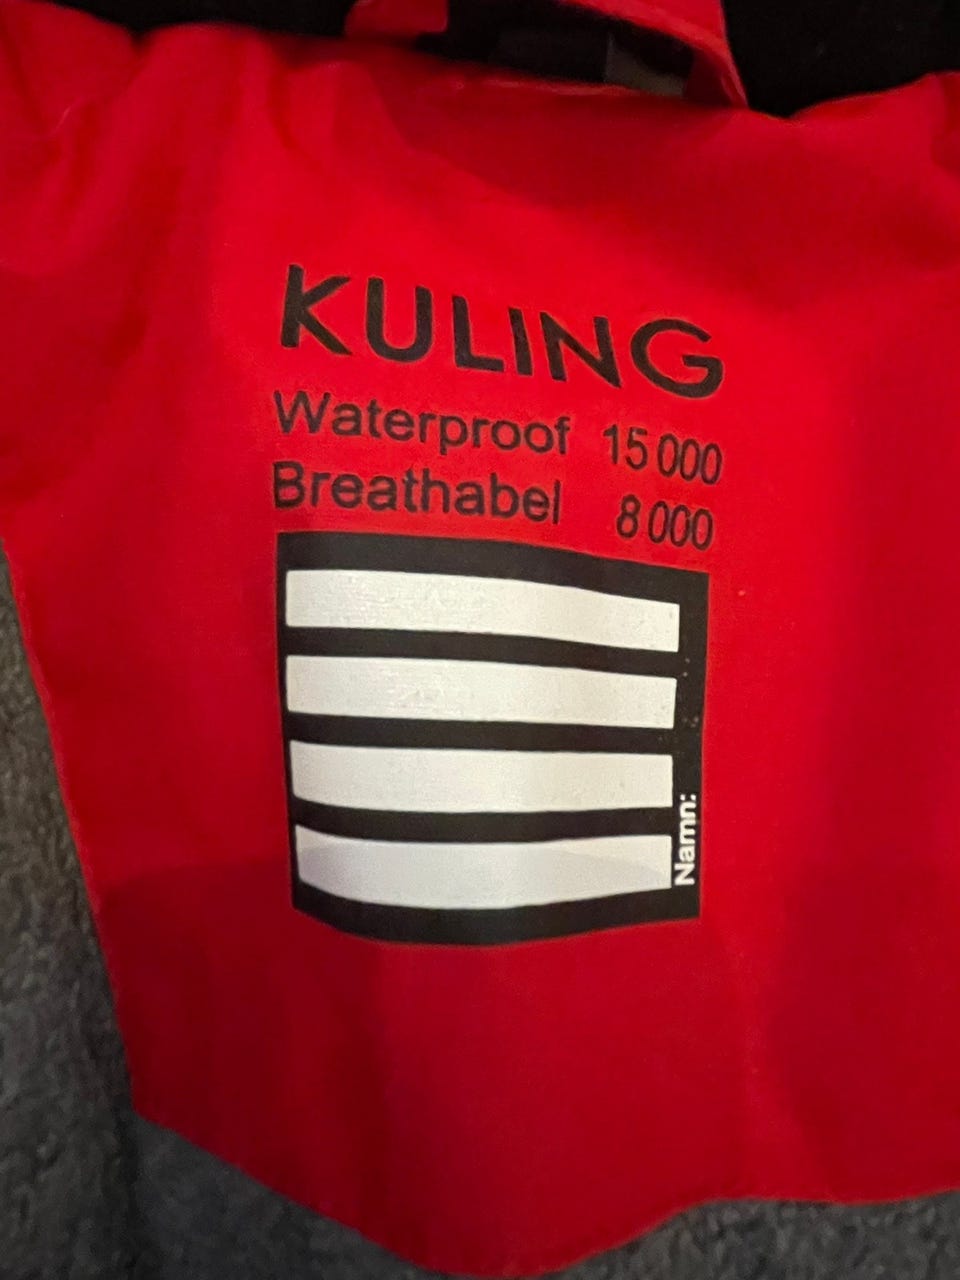 KULING
Waterproof 15 000
Breathabel 8 000
Namn: